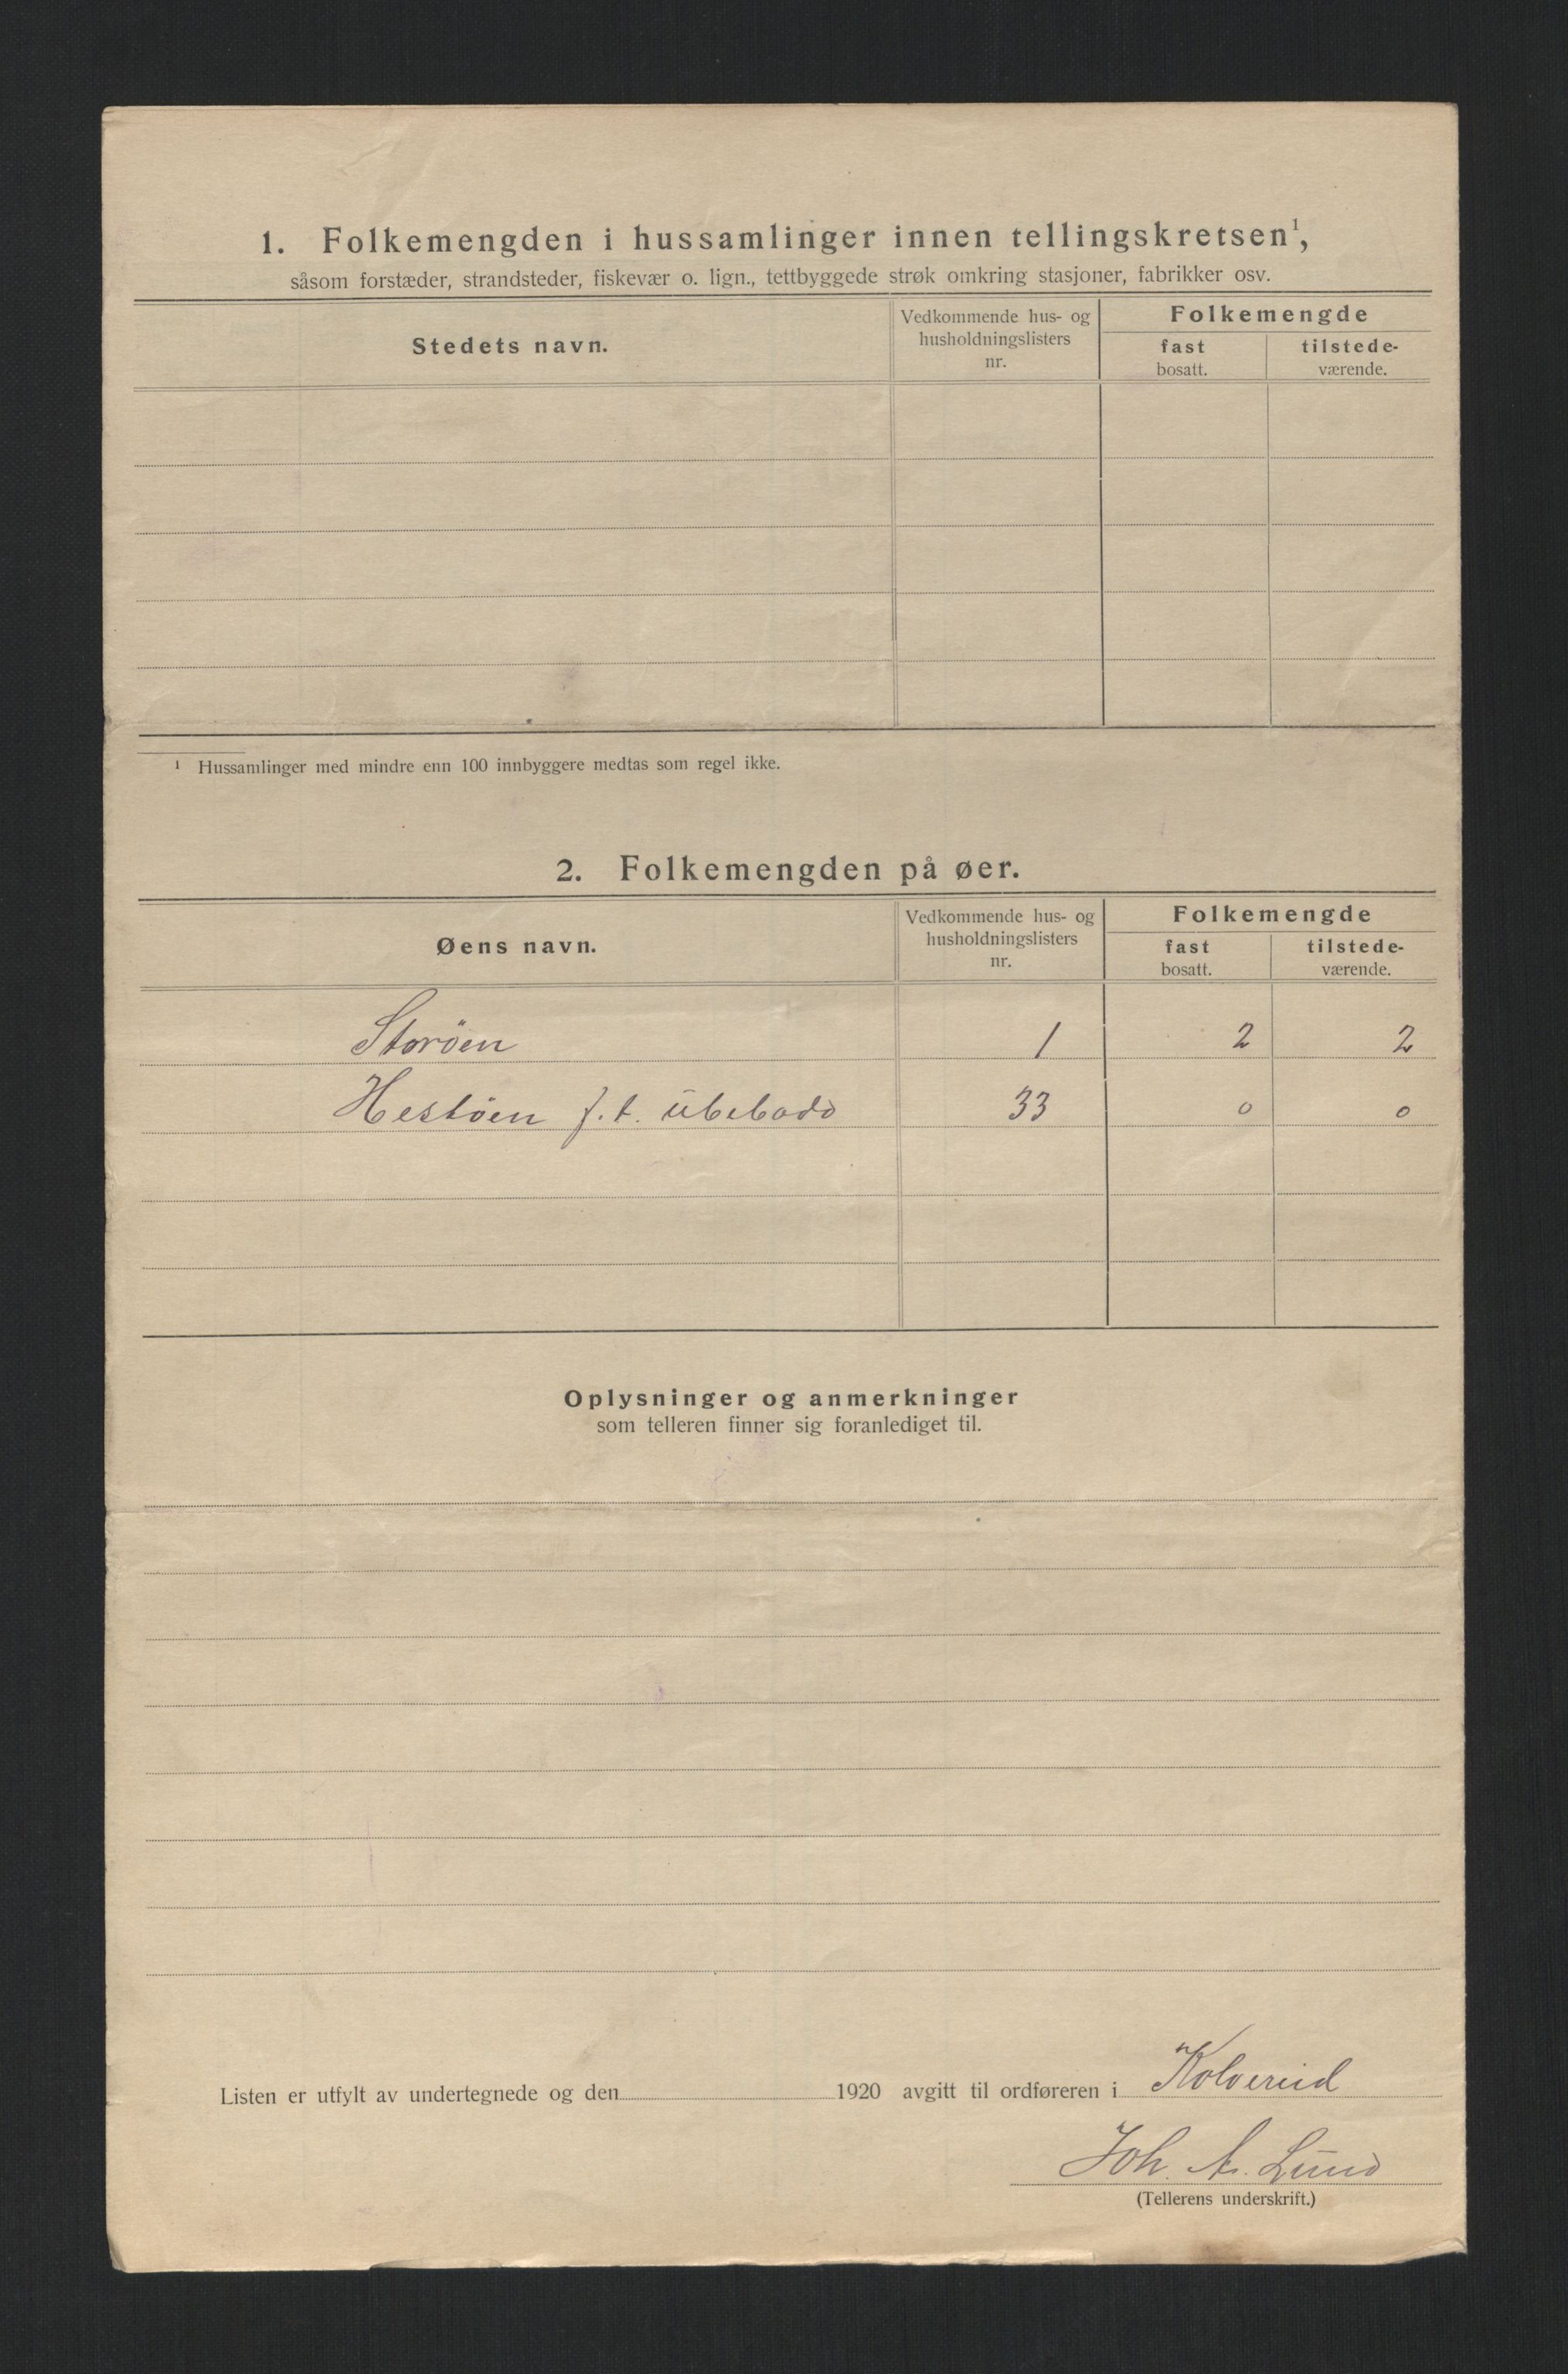 1. Folkemengden i hussamlinger innen tellingskretsen¹,
såsom forstæder, strandsteder, fiskevær o. lign., tettbyggede strøk omkring stasjoner, fabrikker osv.
Stedets navn.
Vedkommende hus- og
husholdningslisters
nr.
Folkemengde
fast
bosatt.
tilstede-
værende.
¹ Hussamlinger med mindre enn 100 innbyggere medtas som regel ikke.
2. Folkemengden på øer.
Øens navn.
Vedkommende hus- og
husholdningslisters
nr.
Folkemengde
fast
bosatt.
tilstede-
værende.
Storöen 1 2 2
Hestöen f. t. ubebodd 33 0 0
Oplysninger og anmerkninger
som telleren finner sig foranlediget til.
Listen er utfylt av undertegnede og den 1920 avgitt til ordføreren i Kolvereid
Joh. A. Lund
(Tellerens underskrift.)